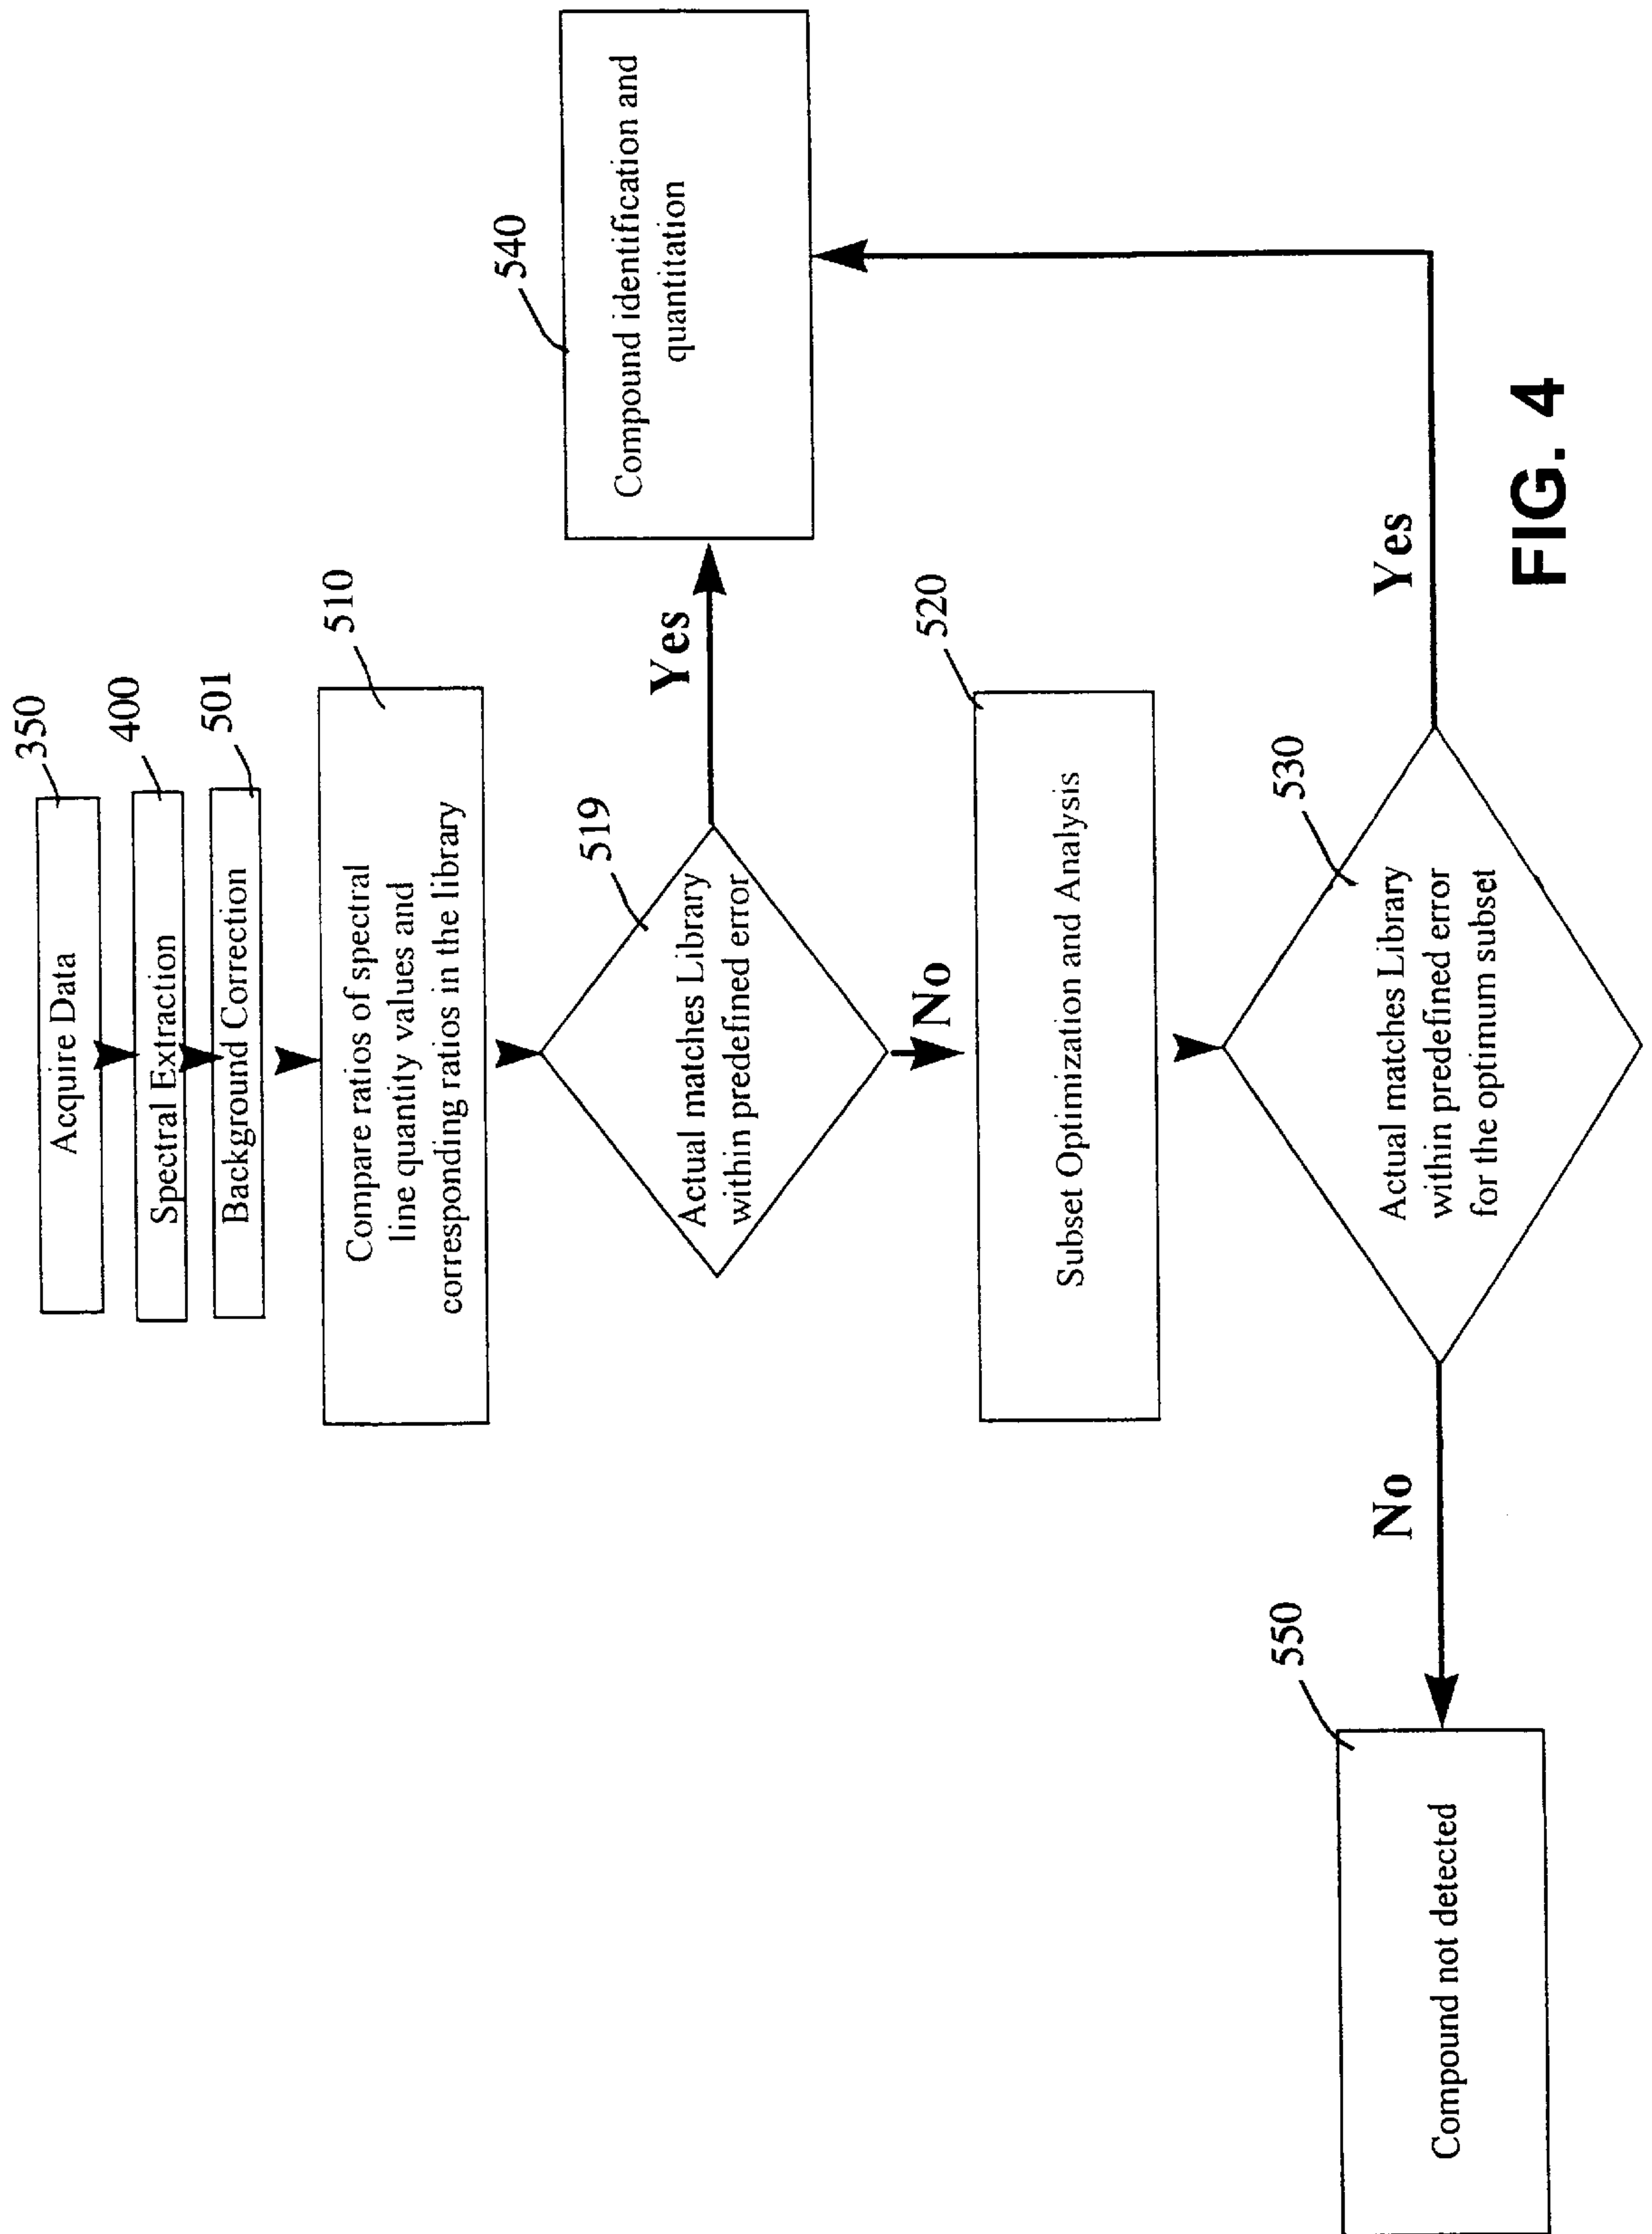 350
Acquire Data
400
Spectral Extraction
501
Background Correction
510
Compare ratios of spectral
line quantity values and
corresponding ratios in the library
519
Actual matches Library
within predefined error
Yes
540
Compound identification and
quantitation
No
520
Subset Optimization and Analysis
530
Actual matches Library
within predefined error
for the optimum subset
Yes
No
550
Compound not detected
FIG. 4